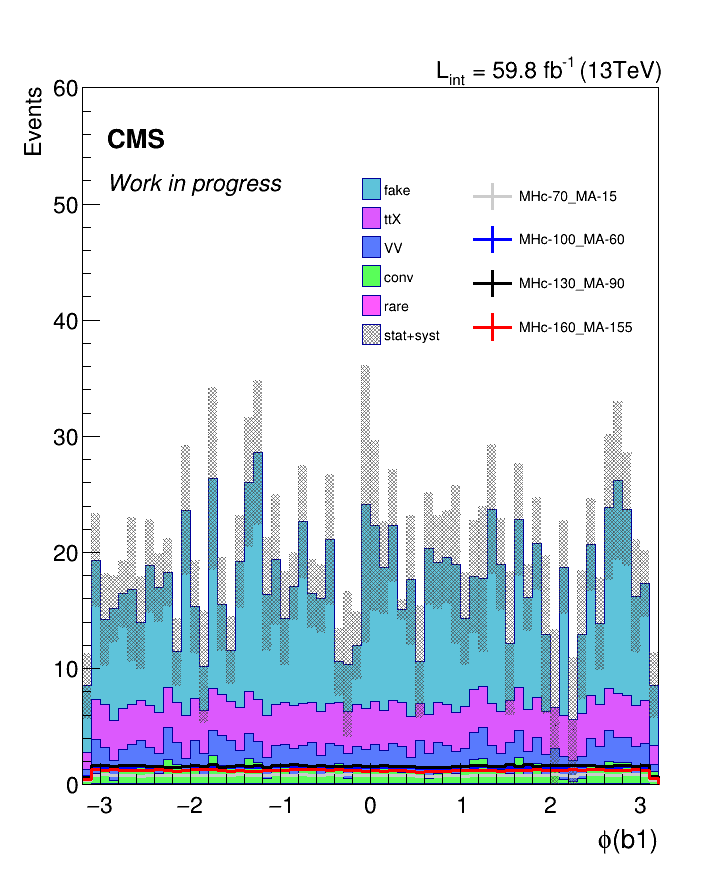 L_int = 59.8 fb^-1 (13TeV)
Events
60
50
40
30
20
10
0
CMS
Work in progress
fake
ttX
VV
conv
rare
stat+syst
MHc-70_MA-15
MHc-100_MA-60
MHc-130_MA-90
MHc-160_MA-155
−3 −2 −1 0 1 2 3
ϕ(b1)